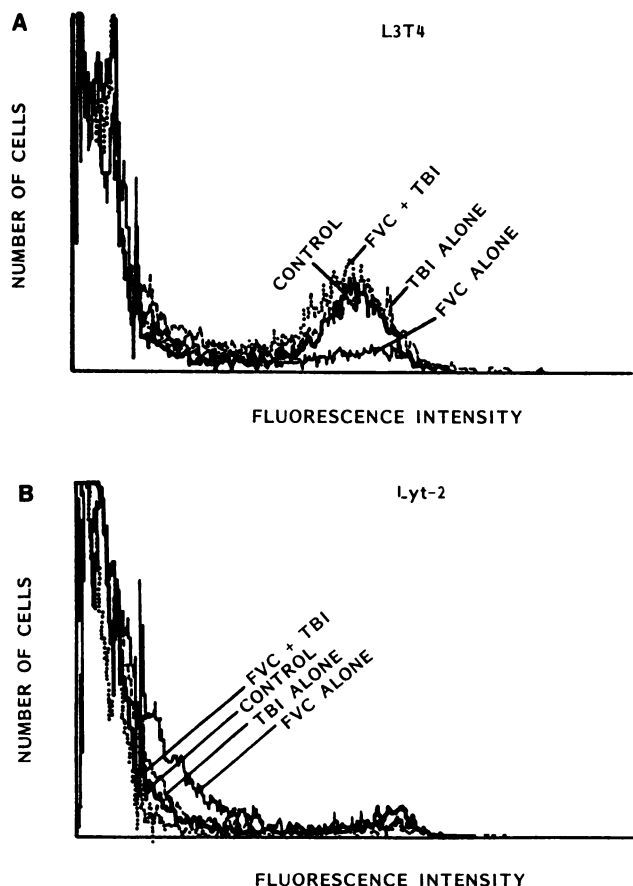 A
L3T4
NUMBER OF CELLS
CONTROL
FVC + TBI
TBI ALONE
FVC ALONE
FLUORESCENCE INTENSITY
B
Lyt-2
NUMBER OF CELLS
FVC + TBI
CONTROL
TBI ALONE
FVC ALONE
FLUORESCENCE INTENSITY